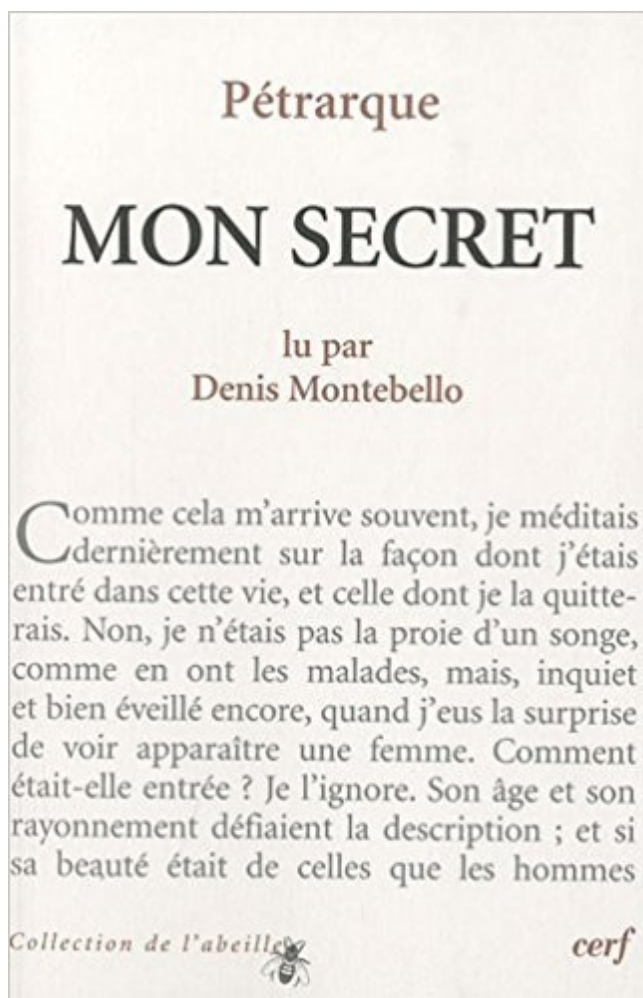 Pétrarque
MON SECRET
lu par
Denis Montebello
Comme cela m'arrive souvent, je méditais
dernièrement sur la façon dont j'étais
entré dans cette vie, et celle dont je la quitte-
rais. Non, je n'étais pas la proie d'un songe,
comme en ont les malades, mais, inquiet
et bien éveillé encore, quand j'eus la surprise
de voir apparaître une femme. Comment
était-elle entrée ? Je l'ignore. Son âge et son
rayonnement défiaient la description ; et si
sa beauté était de celles que les hommes
Collection de l'abeille
cerf